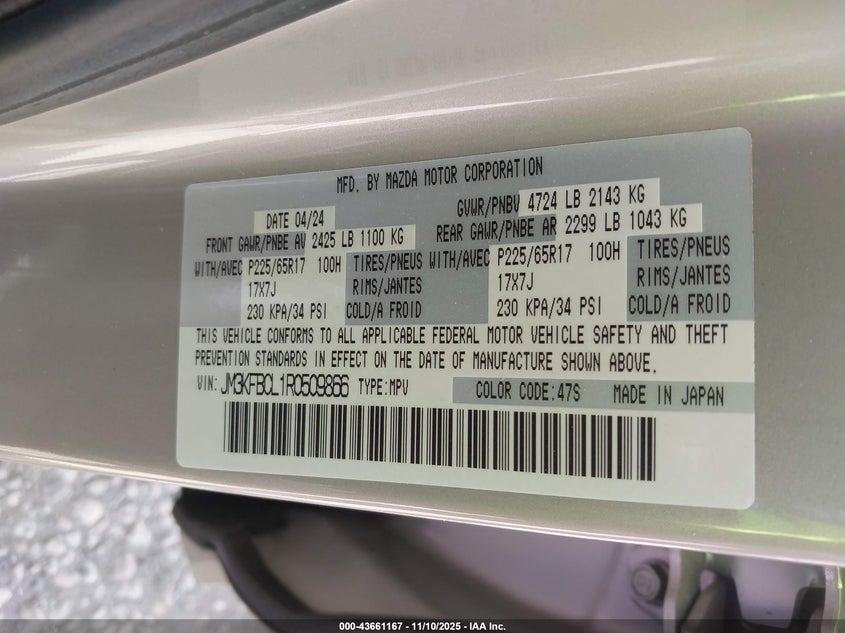 MFD. BY MAZDA MOTOR CORPORATION
DATE 04/24 GVWR/PNBV 4724 LB 2143 KG
FRONT GAWR/PNBE AV 2425 LB 1100 KG REAR GAWR/PNBE AR 2299 LB 1043 KG
WITH/AVEC P225/65R17 100H TIRES/PNEUS WITH/AVEC P225/65R17 100H TIRES/PNEUS
17X7J RIMS/JANTES 17X7J RIMS/JANTES
230 KPA/34 PSI COLD/A FROID 230 KPA/34 PSI COLD/A FROID
THIS VEHICLE CONFORMS TO ALL APPLICABLE FEDERAL MOTOR VEHICLE SAFETY AND THEFT
PREVENTION STANDARDS IN EFFECT ON THE DATE OF MANUFACTURE SHOWN ABOVE.
VIN: JM3KFBCL1R0509866 TYPE:MPV COLOR CODE:47S MADE IN JAPAN
000-43661167 - 11/10/2025 - IAA Inc.